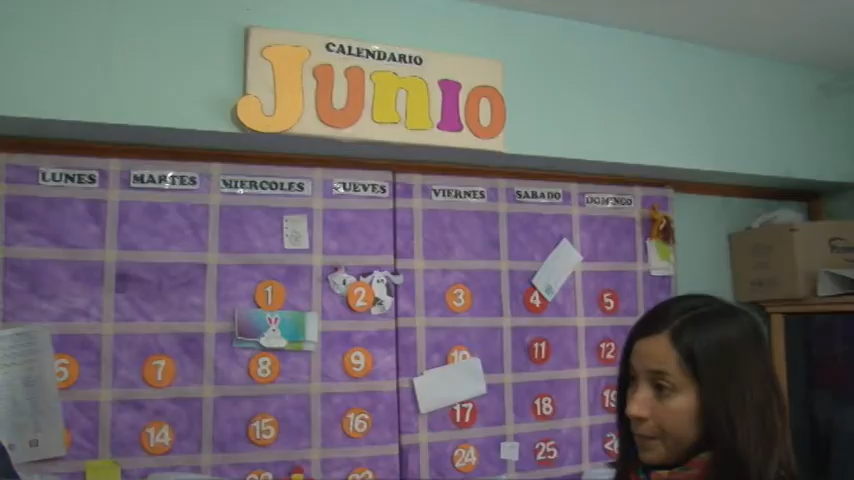 CALENDARIO
JUNIO
LUNES MARTES MIERCOLES JUEVES VIERNES SABADO DOMINGO
1 2 3 4 5
6 7 8 9 10 11 12
14 15 16 17 18
24 25